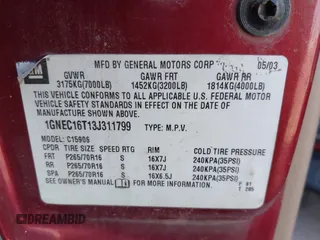 GM
MFD BY GENERAL MOTORS CORP 05/03
GVWR GAWR FRT GAWR RR
3175KG(7000LB) 1452KG(3200LB) 1814KG(4000LB)
THIS VEHICLE CONFORMS TO ALL APPLICABLE U.S. FEDERAL
MOTOR VEHICLE SAFETY STANDARDS IN EFFECT ON THE DATE
OF MANUFACTURE SHOWN ABOVE.
1GNEC16T13J311799 TYPE: M.P.V.
MODEL: C15906
TIRE SIZE SPEED RTG RIM COLD TIRE PRESSURE
FRT P265/70R16 S 16X7J 240KPA(35PSI)
RR P265/70R16 S 16X7J 240KPA(35PSI)
SPA P265/70R16 S 16X6.5J 240KPA(35PSI)
SEE OWNER'S MANUAL FOR MORE INFORMATION
DREAMBID